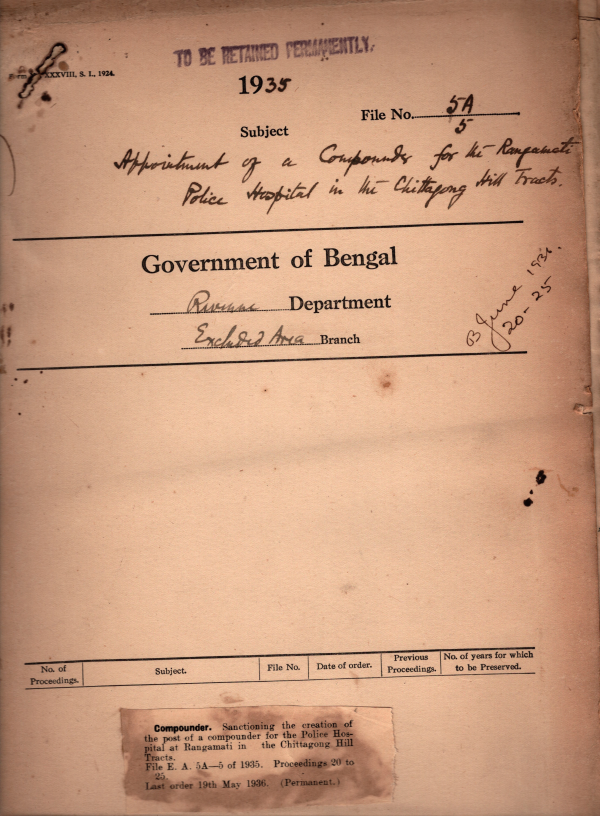 TO BE RETAINED PERMANENTLY.
Form XXXVIII, S. I., 1924.
1935
File No. 5A
5
Subject
Appointment of a Compounder for the Rangamati
Police Hospital in the Chittagong Hill Tracts.
Government of Bengal
Revenue Department
Excluded Area Branch
B June 1936.
20-25
No. of Proceedings.
Subject.
File No.
Date of order.
Previous Proceedings.
No. of years for which to be Preserved.
Compounder. Sanctioning the creation of
the post of a compounder for the Police Hos-
pital at Rangamati in the Chittagong Hill
Tracts.
File E. A. 5A—5 of 1935. Proceedings 20 to
25.
Last order 19th May 1936. (Permanent.)